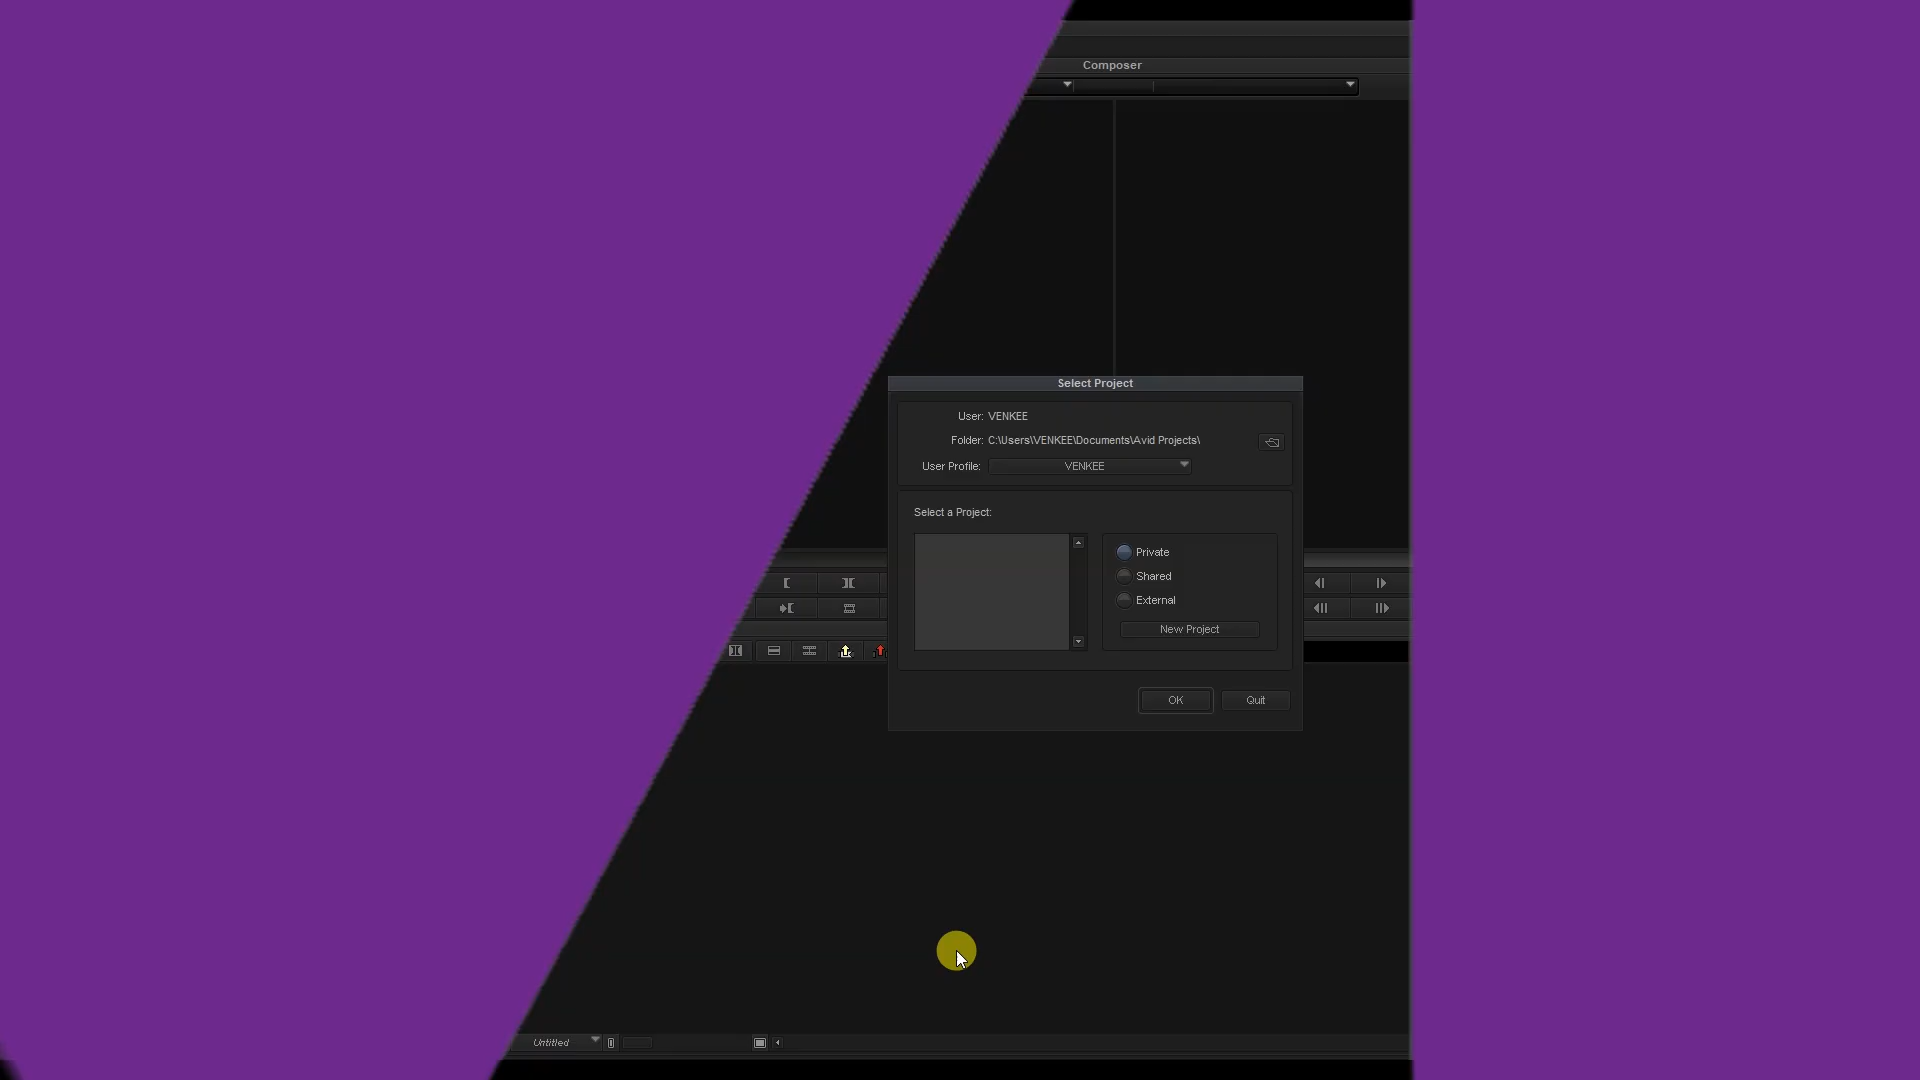 Composer
Select Project
User: VENKEE
Folder: C:\Users\VENKEE\Documents\Avid Projects\
User Profile: VENKEE
Select a Project:
Private
Shared
External
New Project
OK
Quit
Untitled